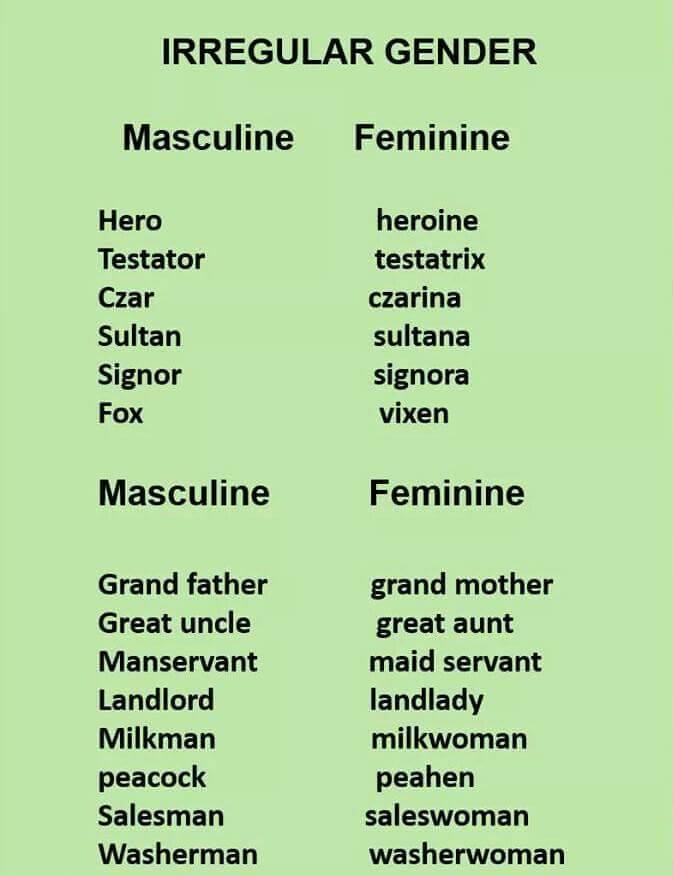 IRREGULAR GENDER
Masculine Feminine
Hero heroine
Testator testatrix
Czar czarina
Sultan sultana
Signor signora
Fox vixen
Masculine Feminine
Grand father grand mother
Great uncle great aunt
Manservant maid servant
Landlord landlady
Milkman milkwoman
peacock peahen
Salesman saleswoman
Washerman washerwoman